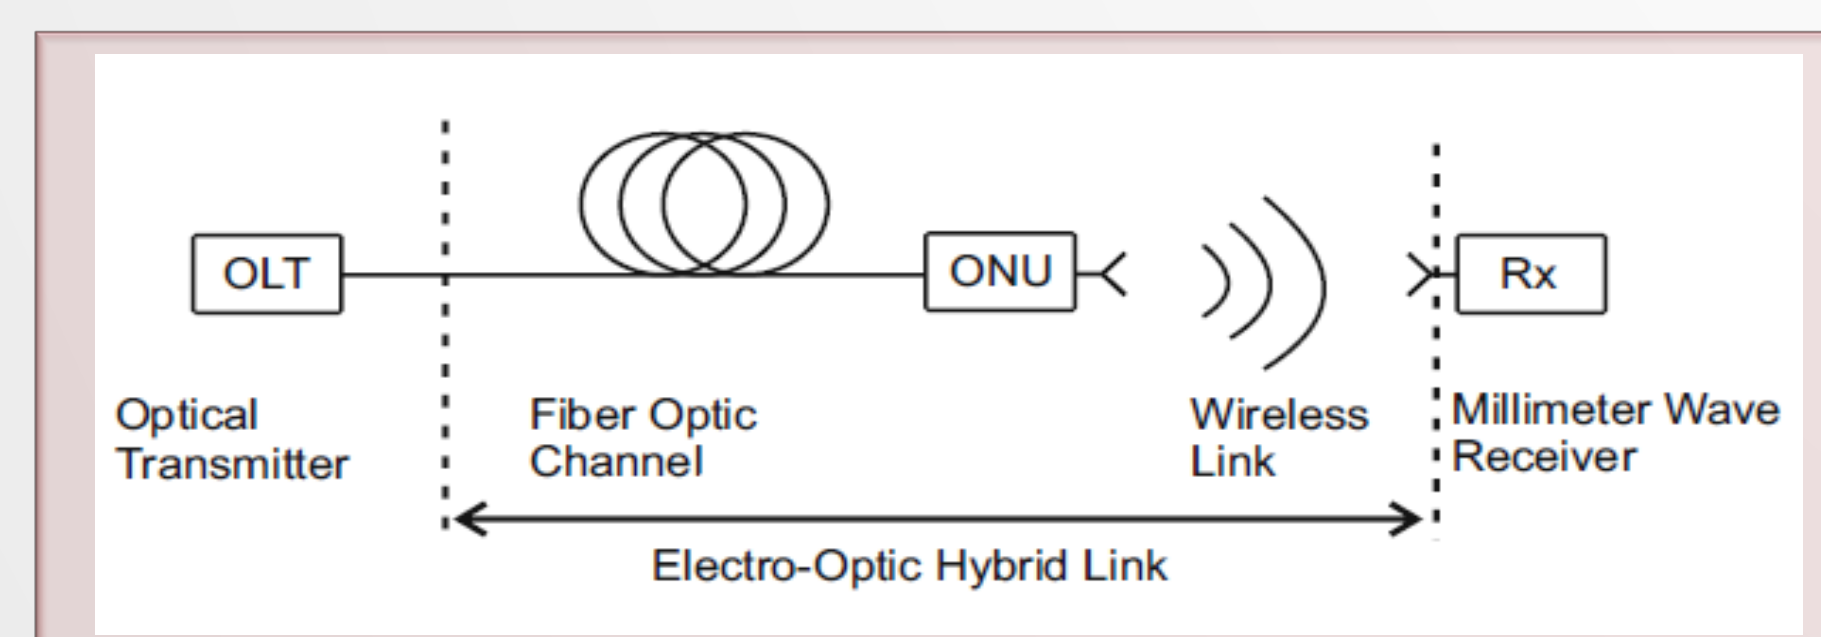 OLT
ONU
Rx
Optical
Transmitter
Fiber Optic
Channel
Wireless
Link
Millimeter Wave
Receiver
Electro-Optic Hybrid Link